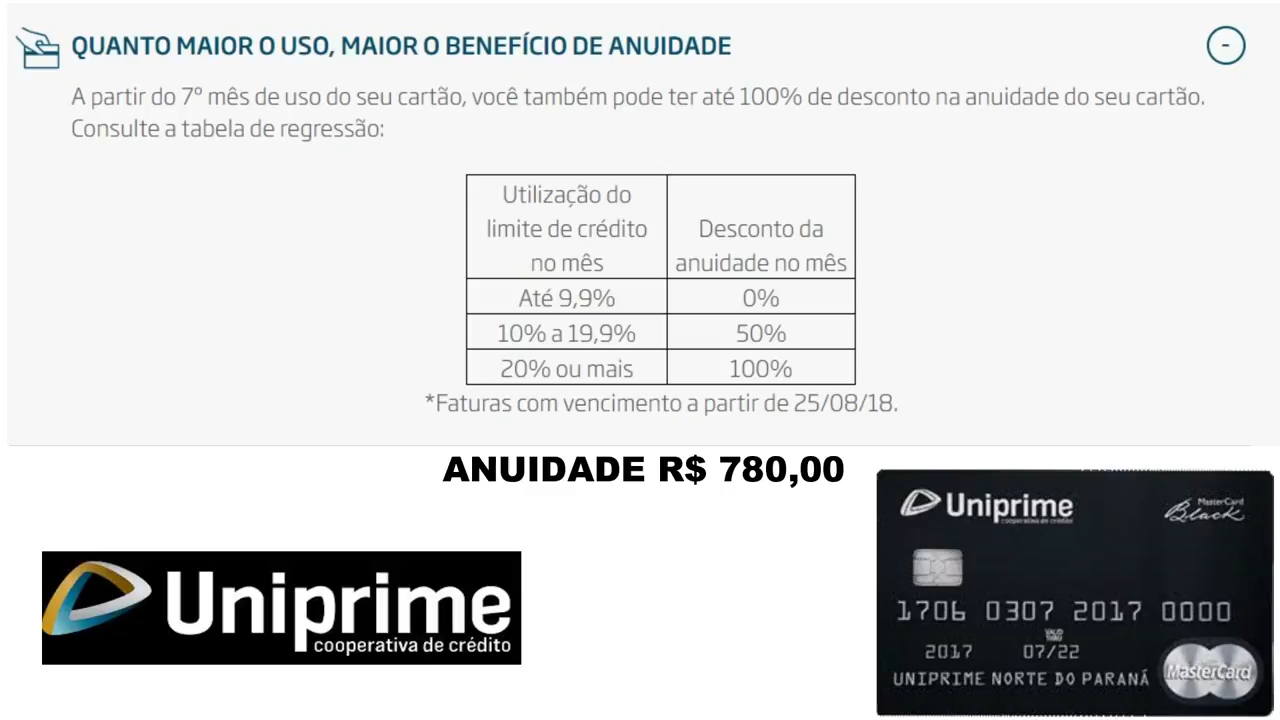 QUANTO MAIOR O USO, MAIOR O BENEFÍCIO DE ANUIDADE
-
A partir do 7º mês de uso do seu cartão, você também pode ter até 100% de desconto na anuidade do seu cartão.
Consulte a tabela de regressão:
Utilização do
limite de crédito
no mês
Desconto da
anuidade no mês
Até 9,9%
0%
10% a 19,9%
50%
20% ou mais
100%
*Faturas com vencimento a partir de 25/08/18.
ANUIDADE R$ 780,00
Uniprime
cooperativa de crédito
Uniprime
cooperativa de crédito
MasterCard
Black
1706 0307 2017 0000
VALID
THRU
2017 07/22
UNIPRIME NORTE DO PARANÁ
MasterCard